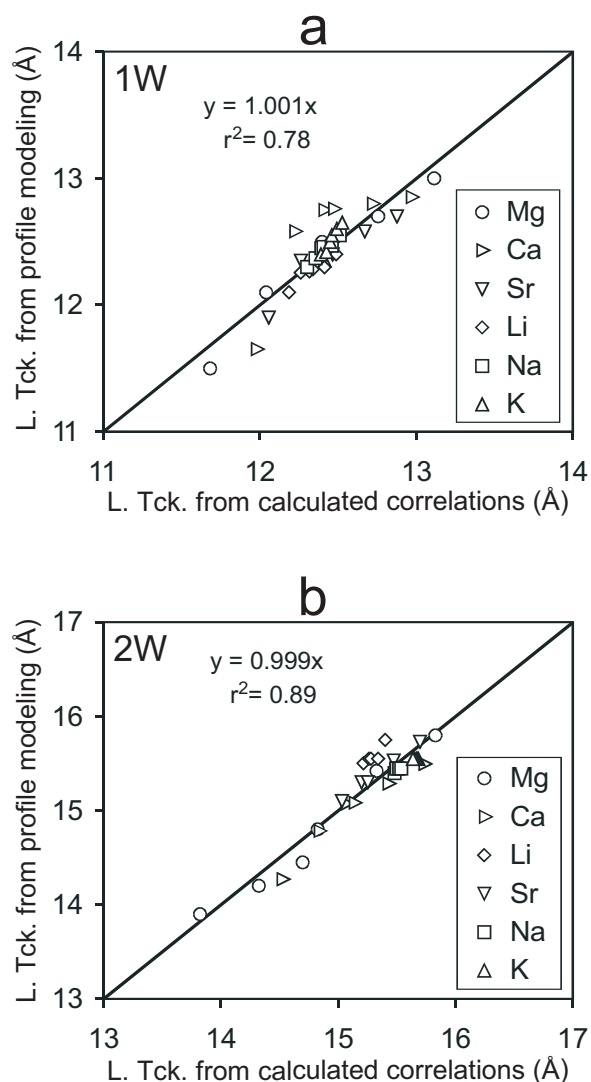 a
1W
y = 1.001x
r²= 0.78
14
13
12
11
L. Tck. from profile modeling (Å)
Mg
Ca
Sr
Li
Na
K
11 12 13 14
L. Tck. from calculated correlations (Å)
b
2W
y = 0.999x
r²= 0.89
17
16
15
14
13
L. Tck. from profile modeling (Å)
Mg
Ca
Li
Sr
Na
K
13 14 15 16 17
L. Tck. from calculated correlations (Å)